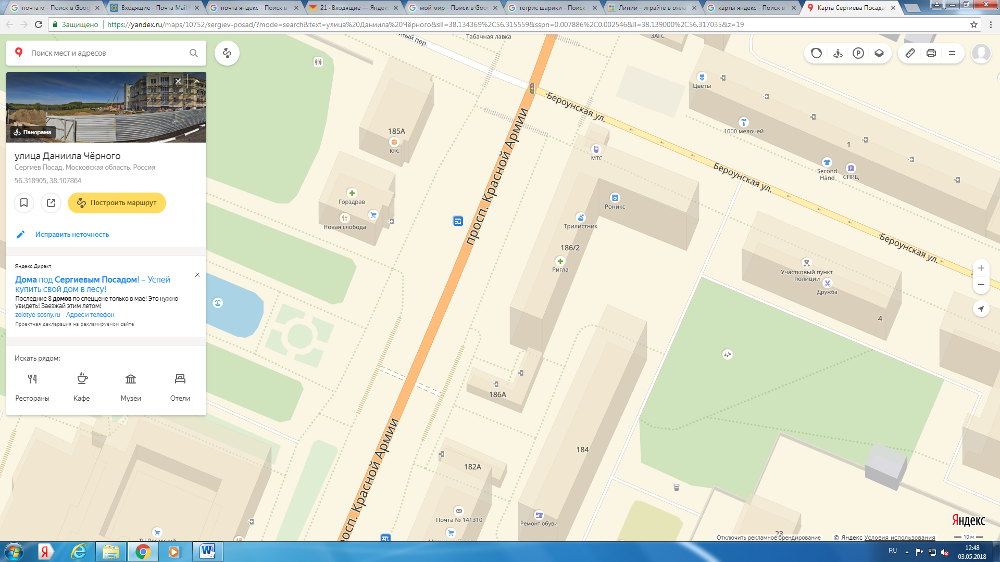 почта м - Поиск в Goog
Входящие - Почта Mail.
почта яндекс - Поиск в
21 · Входящие — Яндекс
мой мир - Поиск в Goo
тетрис шарики - Поиск
Линии - играйте в онла
карты яндекс - Поиск в
Карта Сергиева Посада:
Защищено
https://yandex.ru/maps/10752/sergiev-posad/?mode=search&text=улица%20Даниила%20Чёрного&sll=38.134369%2C56.315559&sspn=0.007886%2C0.002546&ll=38.139000%2C56.317035&z=19
Поиск мест и адресов
Панорама
улица Даниила Чёрного
Сергиев Посад, Московская область, Россия
56.318905, 38.107864
Построить маршрут
Исправить неточность
Яндекс.Директ
Дома под Сергиевым Посадом! – Успей
купить свой дом в лесу!
Последние 8 домов по спеццене только в мае! Это нужно
увидеть! Заезжай этим летом!
zolotye-sosny.ru Адрес и телефон
Проектная декларация на рекламируемом сайте
Искать рядом:
Рестораны
Кафе
Музеи
Отели
ный пер.
Табачная лавка
ЗАГС
Цветы
Бероунская ул.
1000 мелочей
185А
KFC
МТС
1
Second
Hand
СПРЦ
просп. Красной Армии
Бероунская ул.
Горздрав
Новая слобода
Роникс
Трилистник
186/2
Ригла
Бероунская ул.
Участковый пункт
полиции
Дружба
4
186А
184
просп. Красной Армии
182А
Почта № 141310
Ремонт обуви
23
ТЦ Посадский
Яндекс
Отключить рекламное брендирование
© Яндекс Условия использования
10 м
P
RU
12:48
03.05.2018